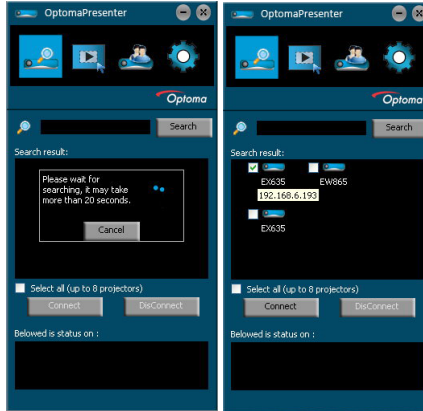 OptomaPresenter
Optoma
Search
Search result:
Please wait for
searching, it may take
more than 20 seconds.
Cancel
Select all (up to 8 projectors)
Connect
DisConnect
Belowed is status on :
OptomaPresenter
Optoma
Search
Search result:
EX635
EW865
192.168.6.193
EX635
Select all (up to 8 projectors)
Connect
DisConnect
Belowed is status on :